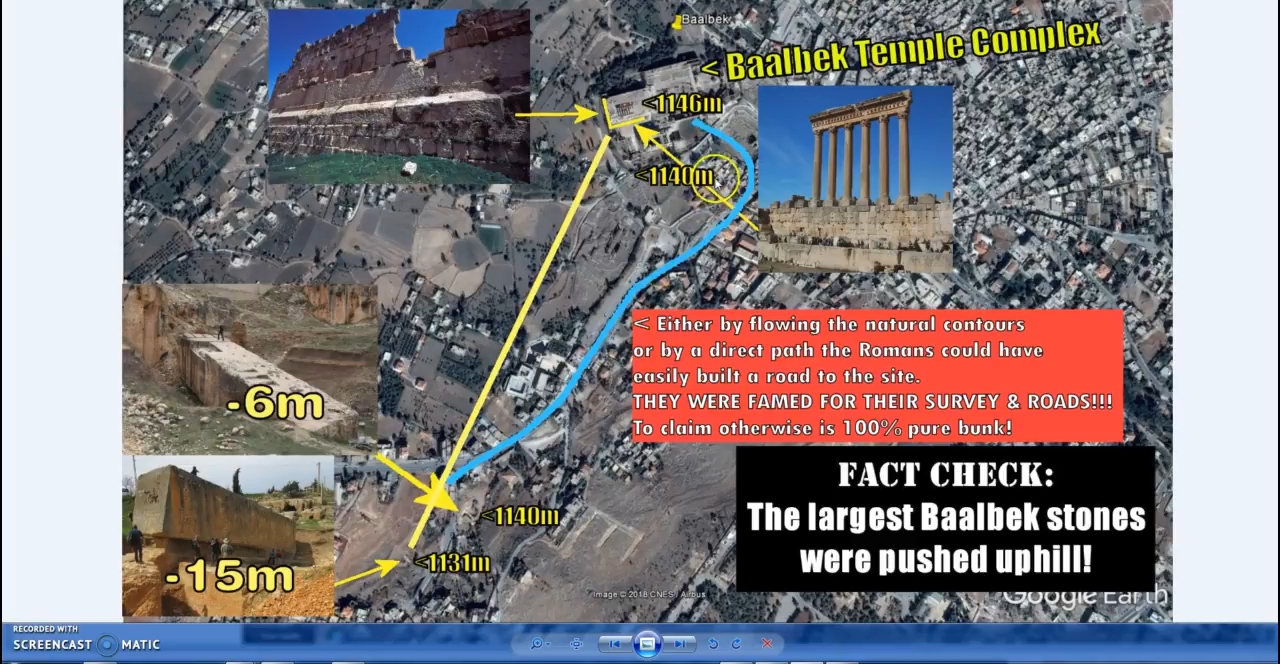 Baalbek
< Baalbek Temple Complex
<1146m
<1140m
-6m
< Either by flowing the natural contours
or by a direct path the Romans could have
easily built a road to the site.
THEY WERE FAMED FOR THEIR SURVEY & ROADS!!!
To claim otherwise is 100% pure bunk!
FACT CHECK:
The largest Baalbek stones
were pushed uphill!
<1140m
<1131m
-15m
Image © 2018 CNES / Airbus
Google Earth
RECORDED WITH
SCREENCAST MATIC